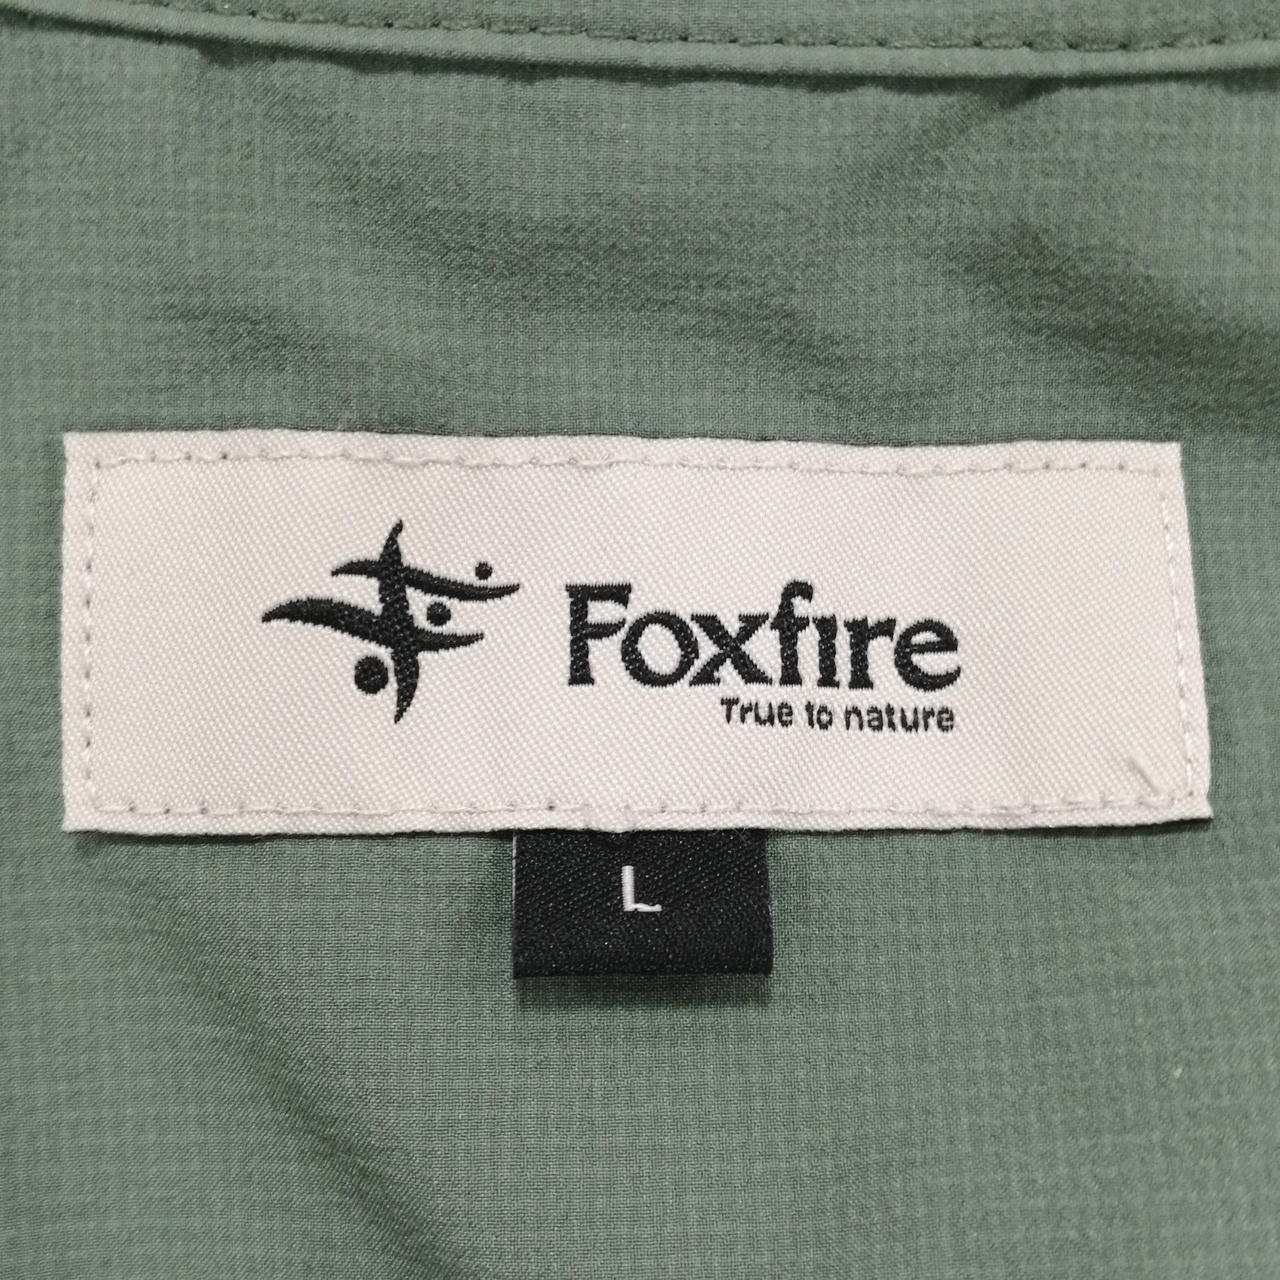 Foxfire
True to nature
L